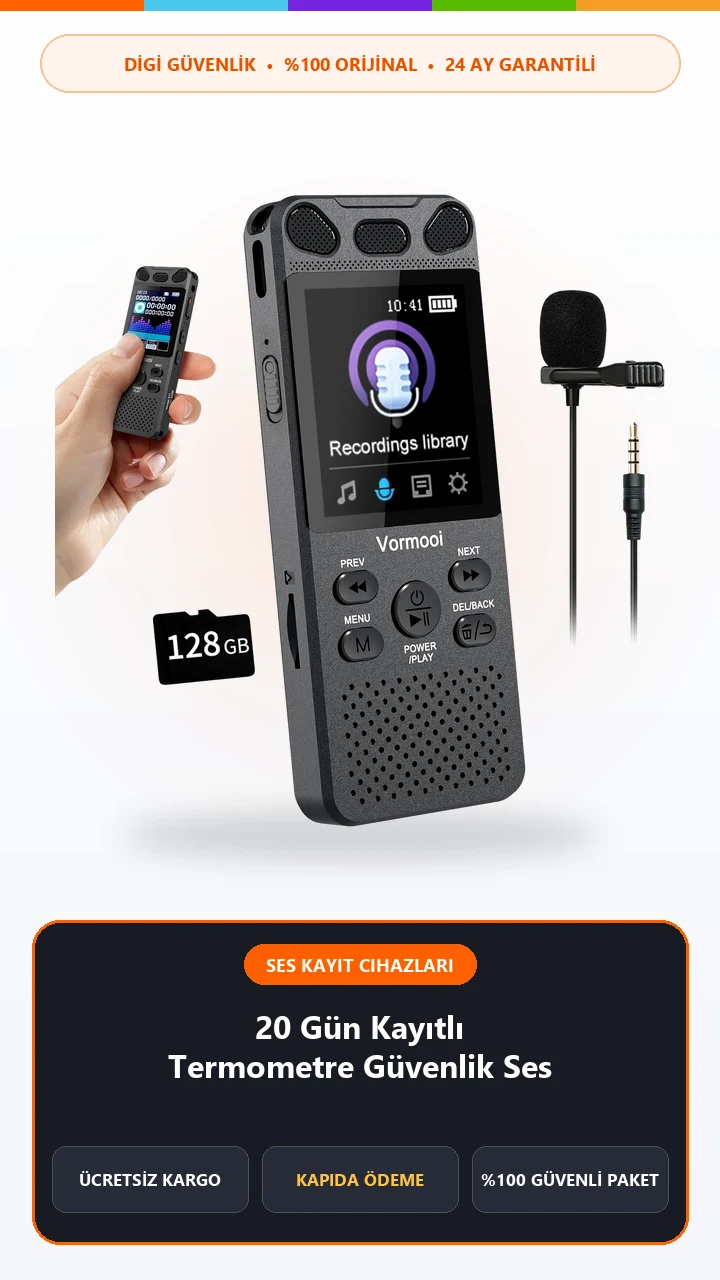 DİGİ GÜVENLİK • %100 ORİJİNAL • 24 AY GARANTİLİ
10:41
Recordings library
Vormooi
PREV
NEXT
MENU
DEL/BACK
M
POWER
/PLAY
128GB
SES KAYIT CIHAZLARI
20 Gün Kayıtlı
Termometre Güvenlik Ses
ÜCRETSİZ KARGO
KAPIDA ÖDEME
%100 GÜVENLİ PAKET